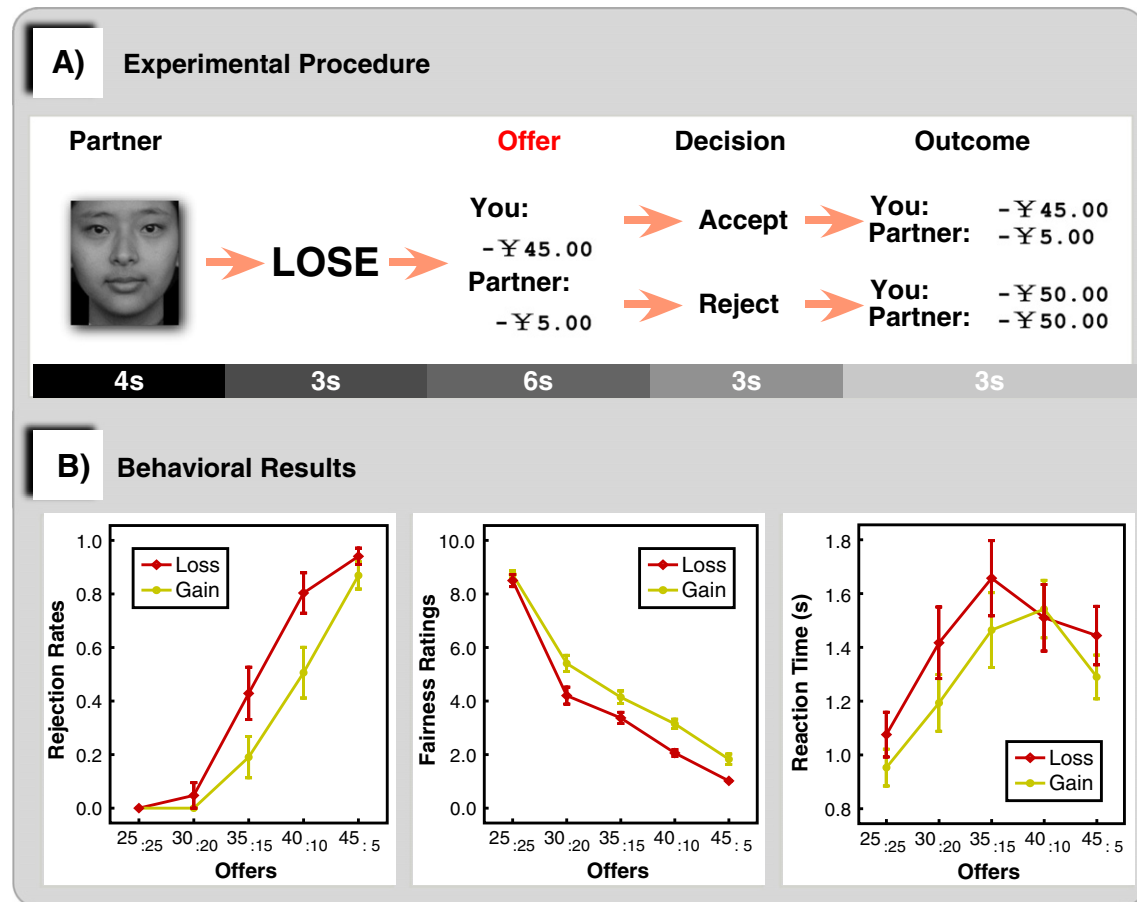 A) Experimental Procedure
Partner Offer Decision Outcome
You:
-¥45.00
Partner:
-¥5.00
LOSE
Accept
Reject
You: -¥45.00
Partner: -¥5.00
You: -¥50.00
Partner: -¥50.00
4s 3s 6s 3s 3s
B) Behavioral Results
Rejection Rates
1.0
0.8
0.6
0.4
0.2
0.0
Loss
Gain
25:25 30:20 35:15 40:10 45:5
Offers
Fairness Ratings
10.0
8.0
6.0
4.0
2.0
0.0
Loss
Gain
25:25 30:20 35:15 40:10 45:5
Offers
Reaction Time (s)
1.8
1.6
1.4
1.2
1.0
0.8
Loss
Gain
25:25 30:20 35:15 40:10 45:5
Offers